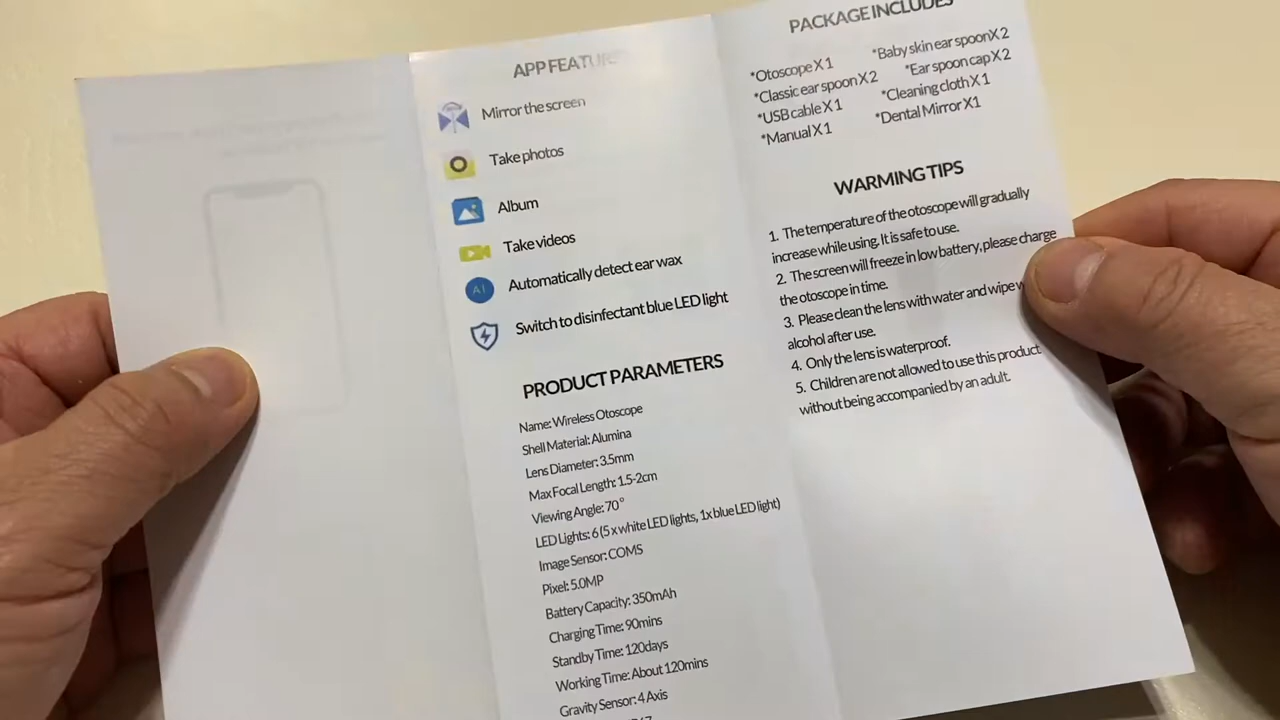 APP FEATUR
Mirror the screen
Take photos
Album
Take videos
AI
Automatically detect ear wax
Switch to disinfectant blue LED light
PRODUCT PARAMETERS
Name: Wireless Otoscope
Shell Material: Alumina
Lens Diameter: 3.5mm
Max Focal Length: 1.5-2cm
Viewing Angle: 70°
LED Lights: 6 (5 x white LED lights, 1x blue LED light)
Image Sensor: COMS
Pixel: 5.0MP
Battery Capacity: 350mAh
Charging Time: 90mins
Standby Time: 120days
Working Time: About 120mins
Gravity Sensor: 4 Axis
PACKAGE INCLUDES
*Otoscope X 1 *Baby skin ear spoon X 2
*Classic ear spoon X 2 *Ear spoon cap X 2
*USB cable X 1 *Cleaning cloth X 1
*Manual X 1 *Dental Mirror X 1
WARMING TIPS
1. The temperature of the otoscope will gradually
increase while using. It is safe to use.
2. The screen will freeze in low battery, please charge
the otoscope in time.
3. Please clean the lens with water and wipe
alcohol after use.
4. Only the lens is waterproof.
5. Children are not allowed to use this product
without being accompanied by an adult.